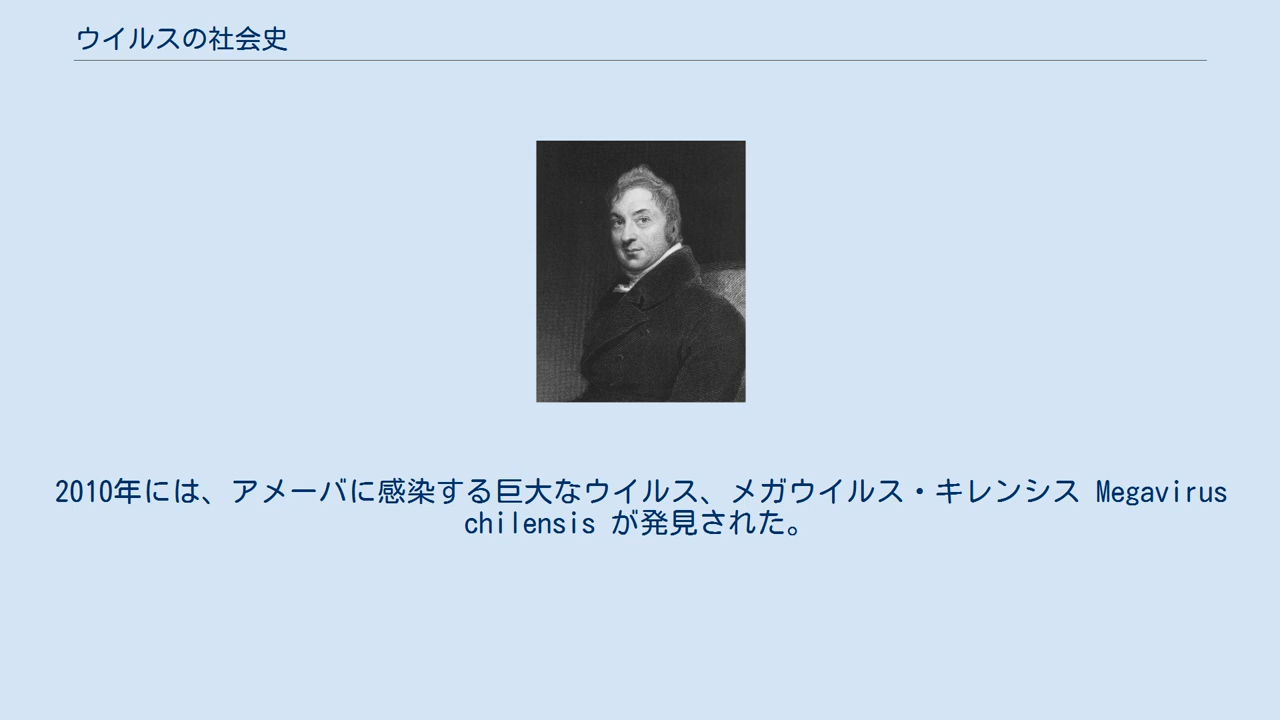 ウイルスの社会史
2010年には、アメーバに感染する巨大なウイルス、メガウイルス・キレンシス Megavirus
chilensis が発見された。